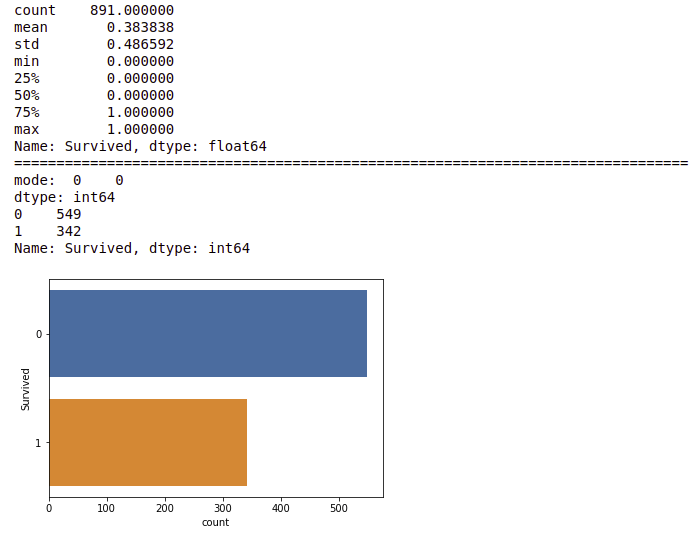 count    891.000000
mean       0.383838
std        0.486592
min        0.000000
25%        0.000000
50%        0.000000
75%        1.000000
max        1.000000
Name: Survived, dtype: float64
================================================================================
mode:  0    0
dtype: int64
0    549
1    342
Name: Survived, dtype: int64
0
Survived
1
0 100 200 300 400 500
count